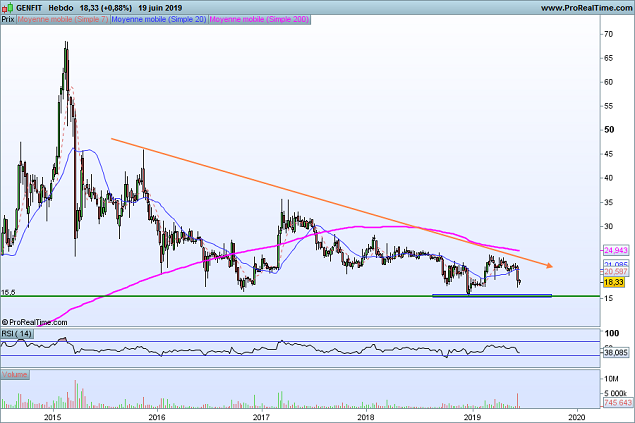 GENFIT Hebdo 18,33 (+0,88%) 19 juin 2019 www.ProRealTime.com
Prix Moyenne mobile (Simple 7) Moyenne mobile (Simple 20) Moyenne mobile (Simple 200)
70
65
60
55
50
45
40
35
30
24,943
21,085
20,587
18,33
15,5
15
© ProRealTime.com
RSI ( 14)
100
38,085
Volume
10M
5 000k
745 643
2015 2016 2017 2018 2019 2020